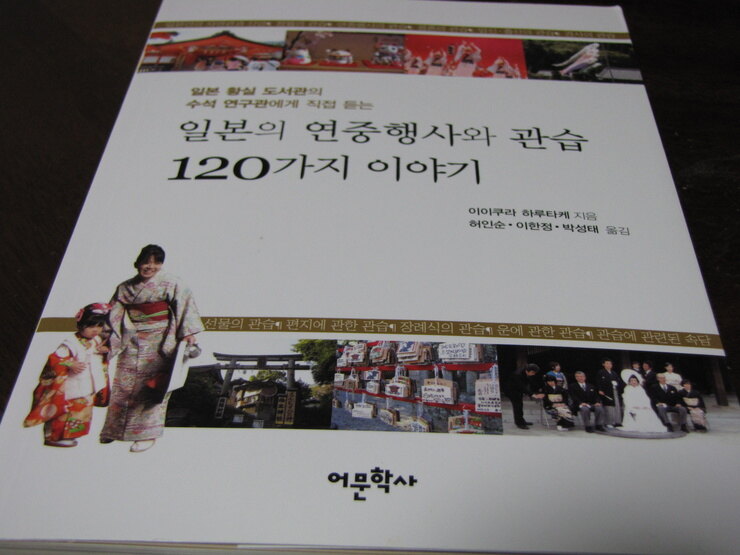 일본 황실 도서관의
수석 연구관에게 직접 듣는
일본의 연중행사와 관습
120가지 이야기
이이쿠라 하루타케 지음
허인순·이한정·박성태 옮김
선물의 관습¶ 편지에 관한 관습¶ 장례식의 관습¶ 운에 관한 관습¶ 관습에 관련된 속담
어문학사